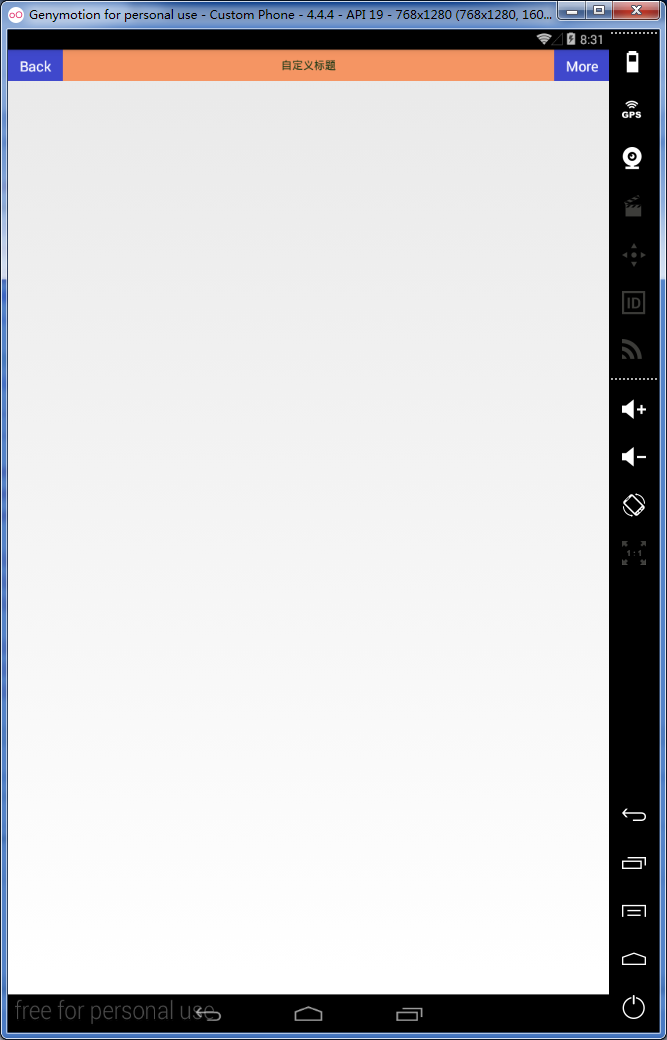 Genymotion for personal use - Custom Phone - 4.4.4 - API 19 - 768x1280 (768x1280, 160...
8:31
Back
自定义标题
More
GPS
ID
1:1
free for personal use